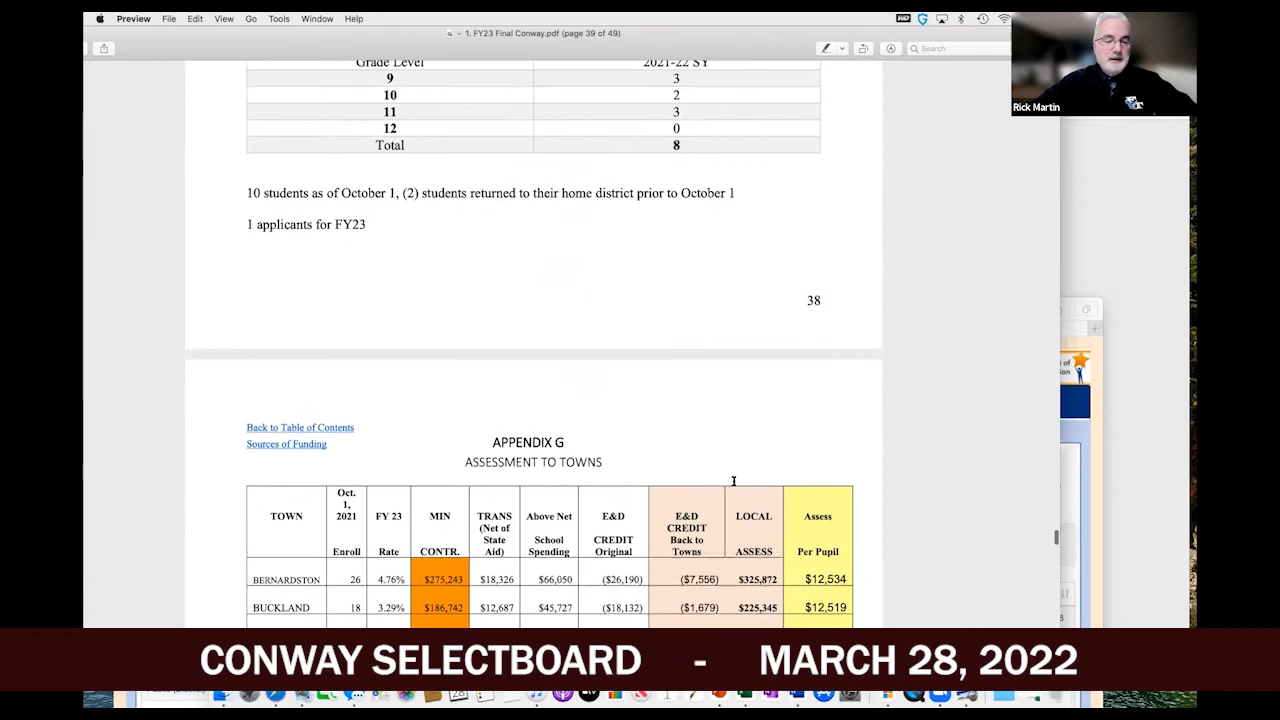 Preview File Edit View Go Tools Window Help
1. FY23 Final Conway.pdf (page 39 of 49)
Search
Rick Martin
Grade Level 2021-22 SY
9 3
10 2
11 3
12 0
Total 8
10 students as of October 1, (2) students returned to their home district prior to October 1
1 applicants for FY23
38
Back to Table of Contents
Sources of Funding
APPENDIX G
ASSESSMENT TO TOWNS
TOWN Oct. 1, 2021 Enroll FY 23 Rate MIN CONTR. TRANS (Net of State Aid) Above Net School Spending E&D CREDIT Original E&D CREDIT Back to Towns LOCAL ASSESS Assess Per Pupil
BERNARDSTON 26 4.76% $275,243 $18,326 $66,050 ($26,190) ($7,556) $325,872 $12,534
BUCKLAND 18 3.29% $186,742 $12,687 $45,727 ($18,132) ($1,679) $225,345 $12,519
CONWAY SELECTBOARD - MARCH 28, 2022